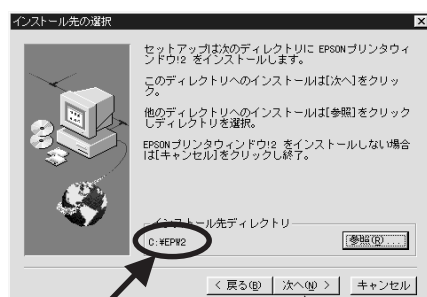 インストール先の選択
セットアップは次のディレクトリに EPSONプリンタウィ
ンドウ!2 をインストールします。
このディレクトリへのインストールは[次へ]をクリッ
ク。
他のディレクトリへのインストールは[参照]をクリック
しディレクトリを選択。
EPSONプリンタウィンドウ!2 をインストールしない場合
は[キャンセル]をクリックし終了。
インストール先ディレクトリ
C:¥EPW2
参照(R)...
< 戻る(B)
次へ(N) >
キャンセル